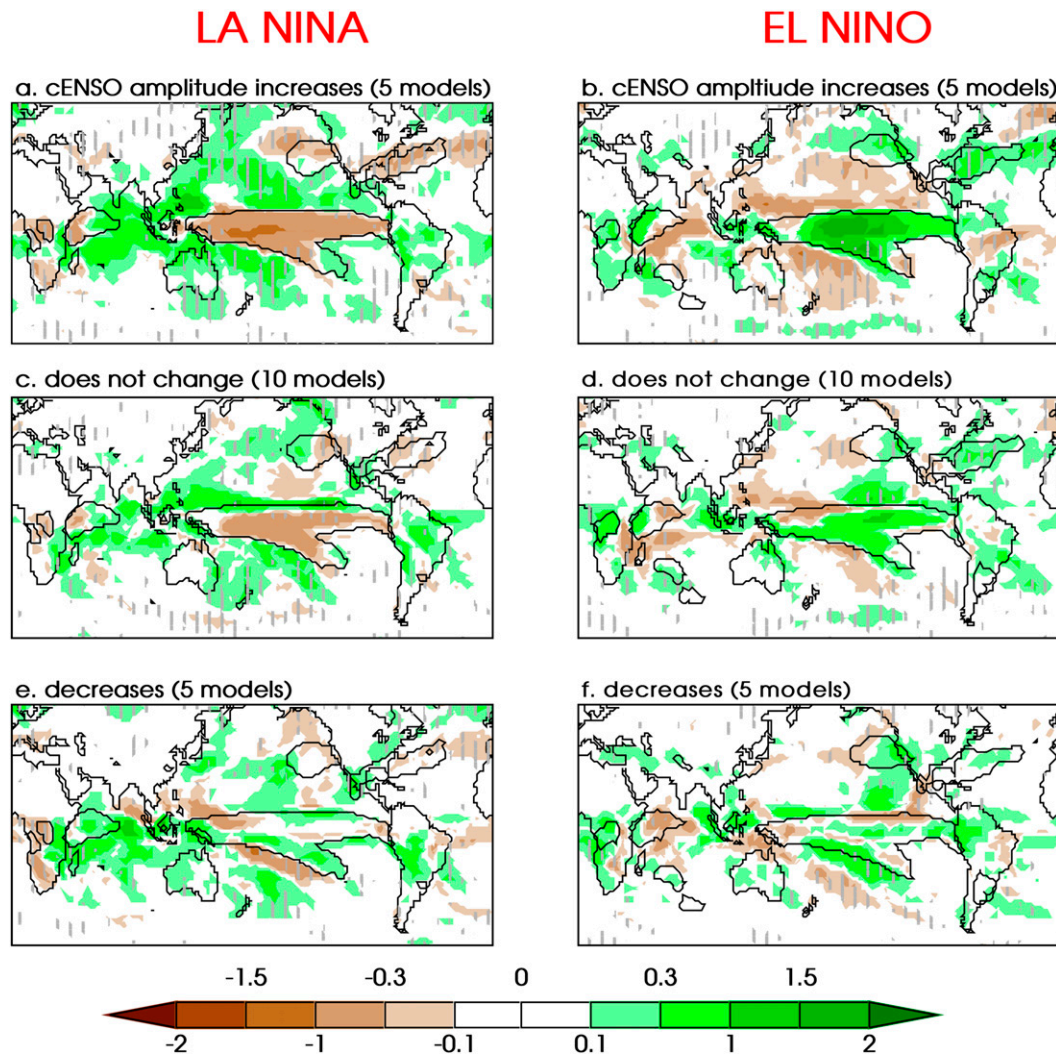 LA NINA
EL NINO
a. cENSO amplitude increases (5 models)
b. cENSO ampltiude increases (5 models)
c. does not change (10 models)
d. does not change (10 models)
e. decreases (5 models)
f. decreases (5 models)
-1.5 -0.3 0 0.3 1.5
-2 -1 -0.1 0.1 1 2